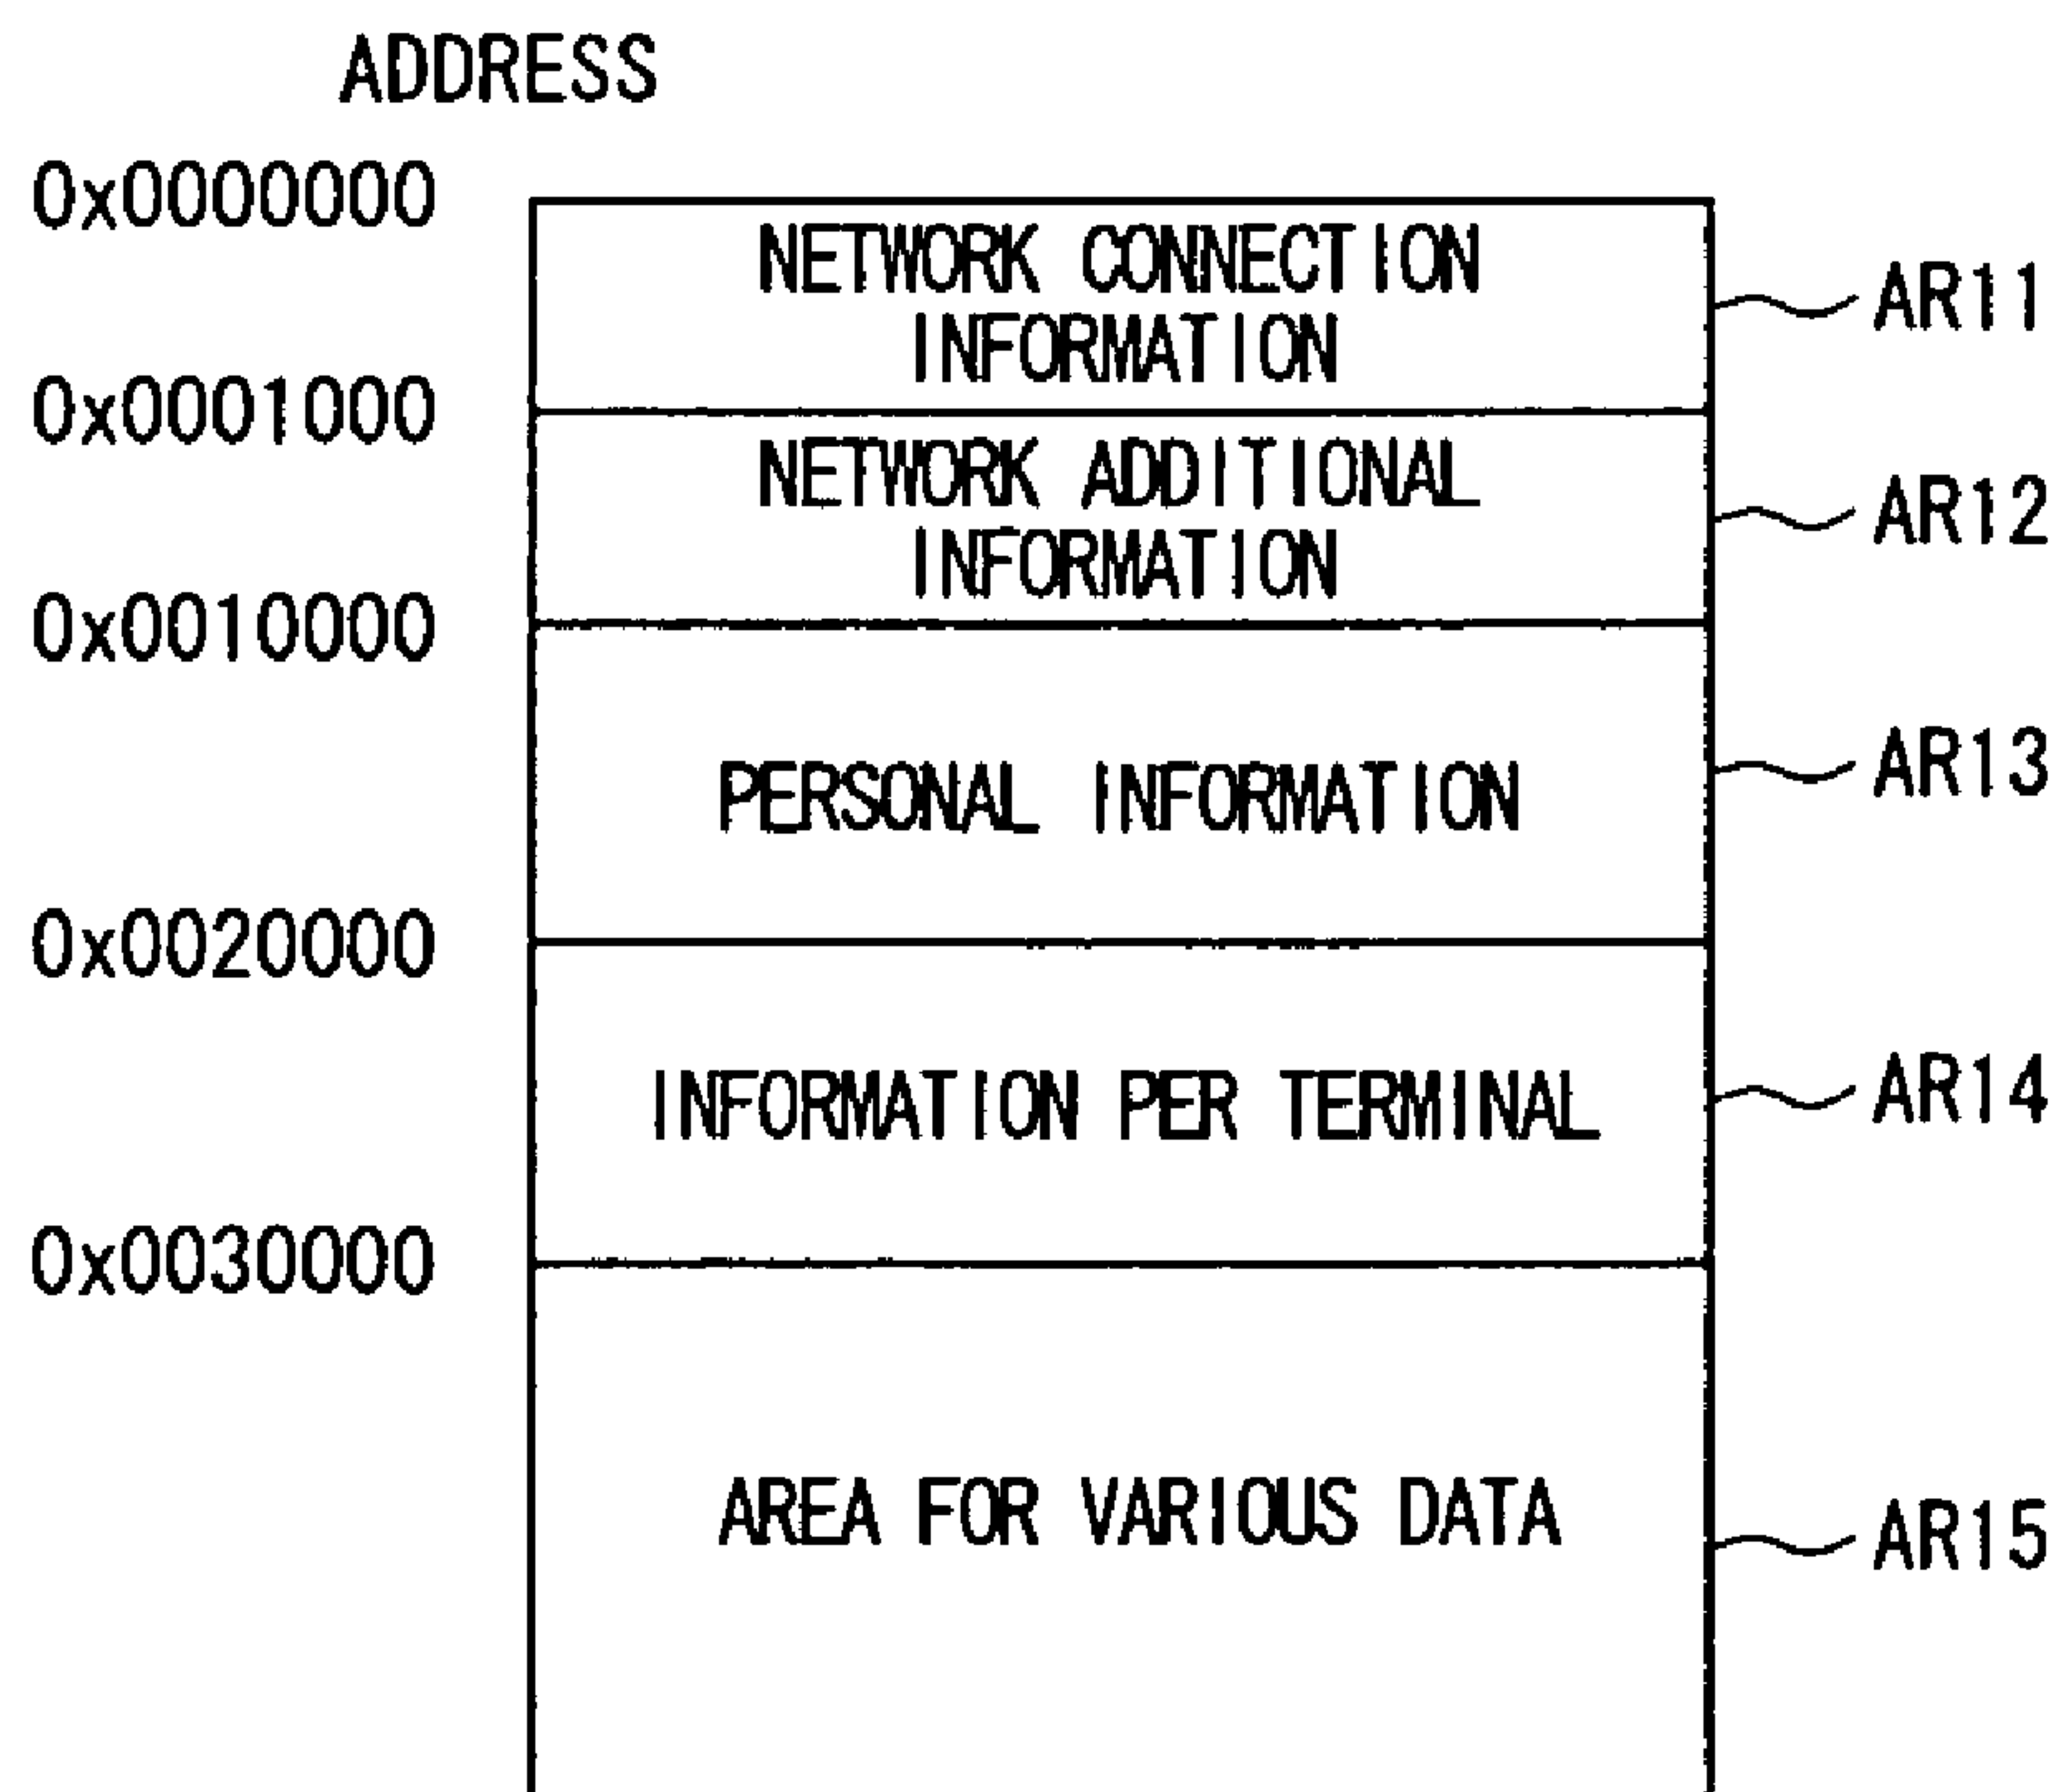 ADDRESS
0x0000000
NETWORK CONNECTION
INFORMATION
AR11
0x0001000
NETWORK ADDITIONAL
INFORMATION
AR12
0x0010000
PERSONAL INFORMATION
AR13
0x0020000
INFORMATION PER TERMINAL
AR14
0x0030000
AREA FOR VARIOUS DATA
AR15